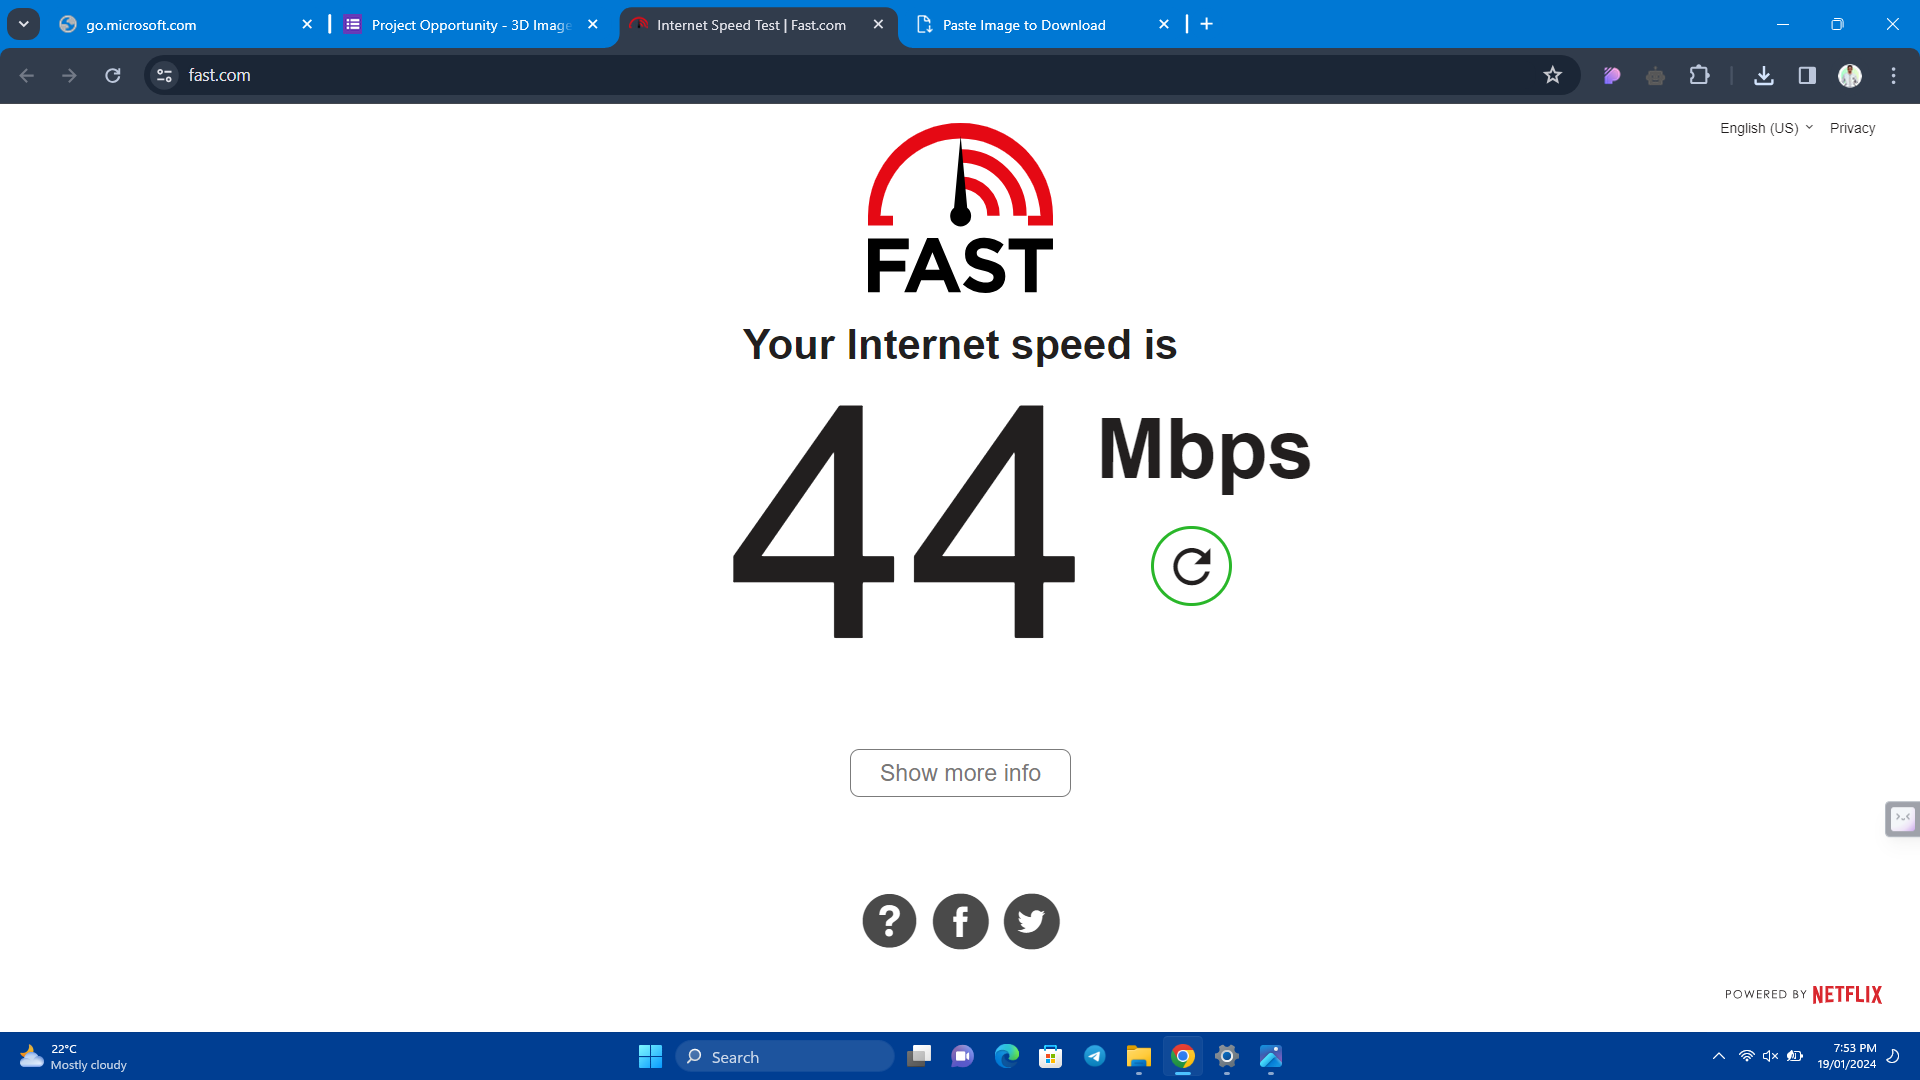 go.microsoft.com
Project Opportunity - 3D Image
Internet Speed Test | Fast.com
Paste Image to Download
fast.com
English (US)
Privacy
FAST
Your Internet speed is
44 Mbps
Show more info
POWERED BY NETFLIX
22°C
Mostly cloudy
Search
7:53 PM
19/01/2024